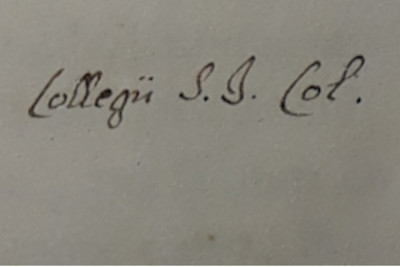 Collegii S. J. Col.